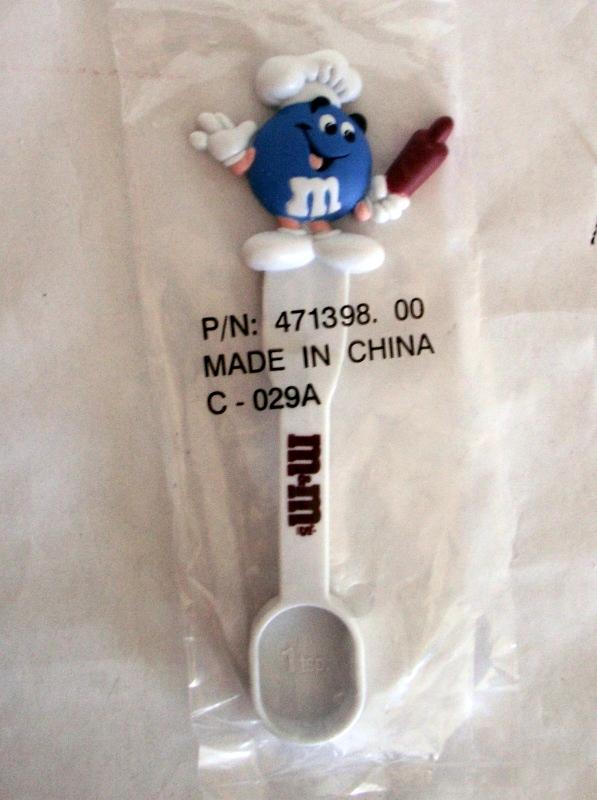 m
P/N: 471398. 00
MADE IN CHINA
C - 029A
m•m's
1 tsp.